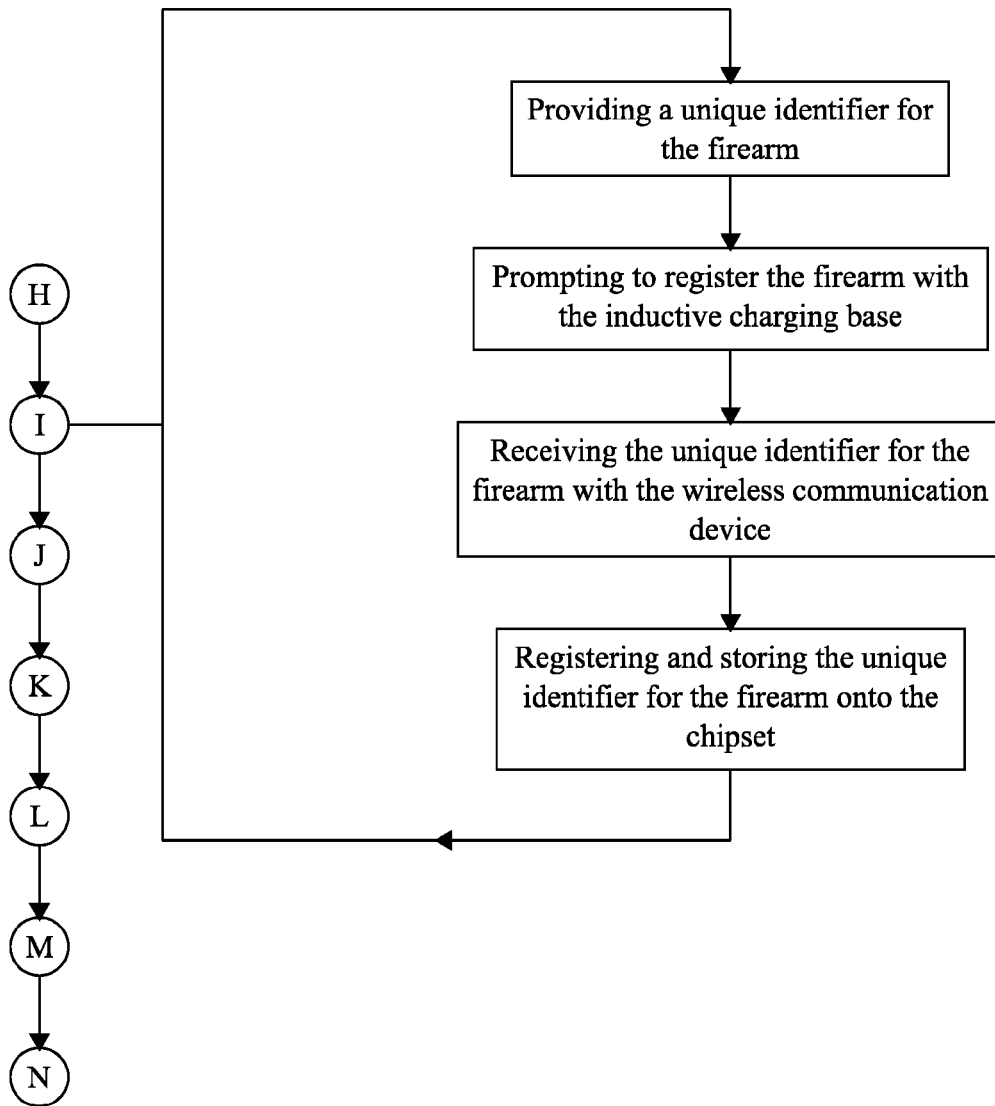 Providing a unique identifier for
the firearm
Prompting to register the firearm with
the inductive charging base
Receiving the unique identifier for the
firearm with the wireless communication
device
Registering and storing the unique
identifier for the firearm onto the
chipset
H
I
J
K
L
M
N